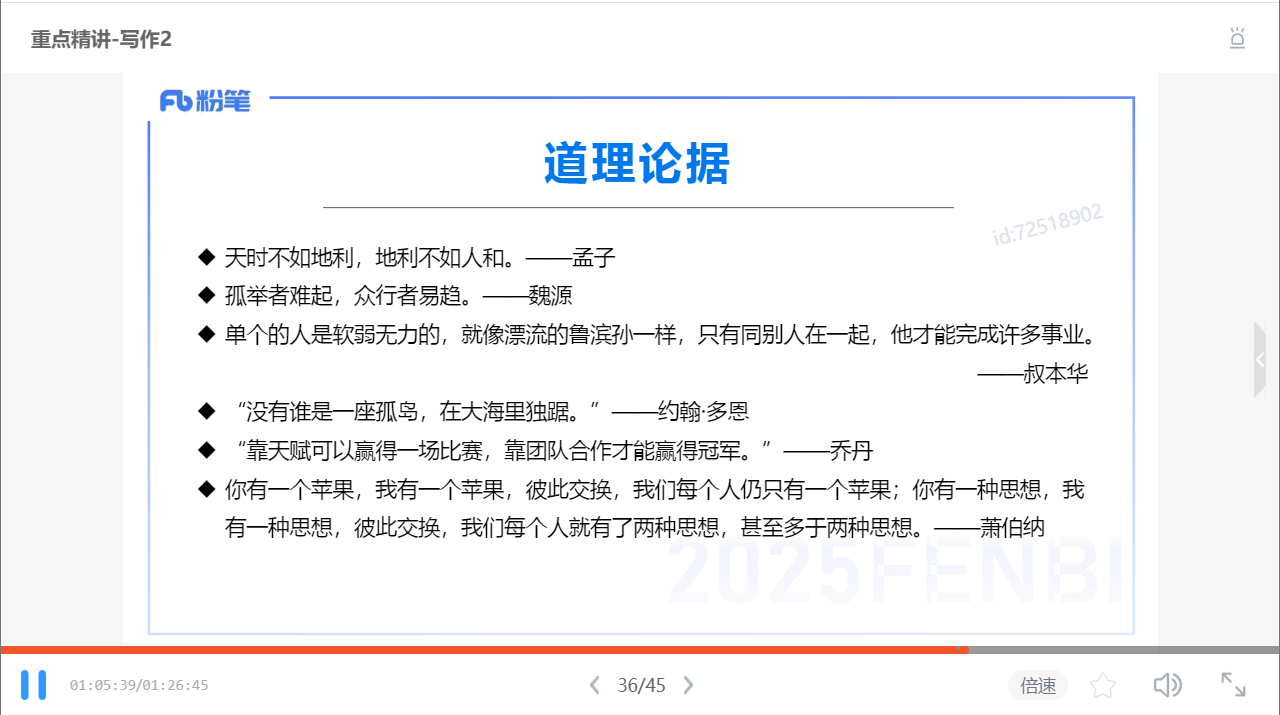 重点精讲-写作2
粉笔
道理论据
id:72518902
◆ 天时不如地利，地利不如人和。——孟子
◆ 孤举者难起，众行者易趋。——魏源
◆ 单个的人是软弱无力的，就像漂流的鲁滨孙一样，只有同别人在一起，他才能完成许多事业。
——叔本华
◆ “没有谁是一座孤岛，在大海里独踞。”——约翰·多恩
◆ “靠天赋可以赢得一场比赛，靠团队合作才能赢得冠军。”——乔丹
◆ 你有一个苹果，我有一个苹果，彼此交换，我们每个人仍只有一个苹果；你有一种思想，我
有一种思想，彼此交换，我们每个人就有了两种思想，甚至多于两种思想。——萧伯纳
2025FENBI
01:05:39/01:26:45
36/45
倍速